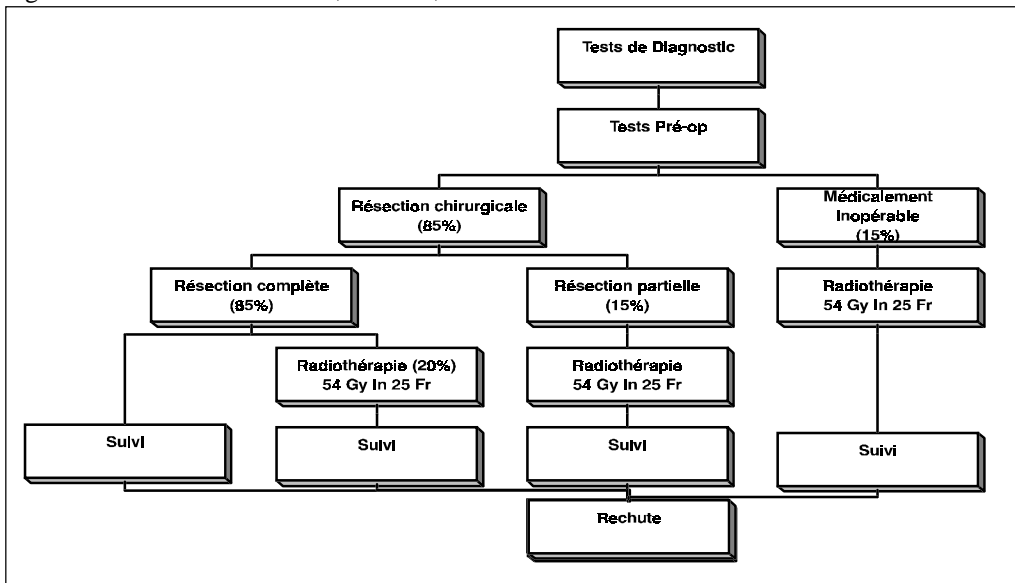 Tests de Diagnostic
Tests Pré-op
Résection chirurgicale
(85%)
Médicalement
Inopérable
(15%)
Résection complète
(85%)
Résection partielle
(15%)
Radiothérapie
54 Gy In 25 Fr
Radiothérapie (20%)
54 Gy In 25 Fr
Radiothérapie
54 Gy In 25 Fr
Suivi
Suivi
Suivi
Suivi
Rechute